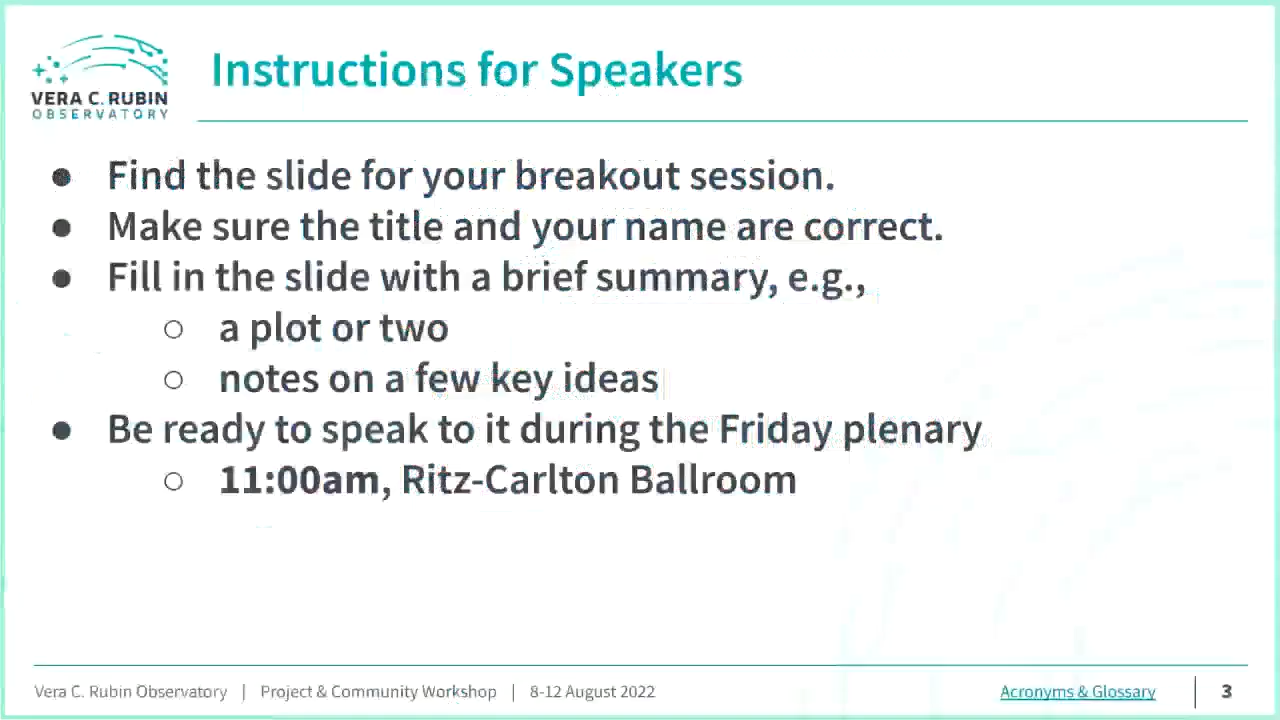 VERA C. RUBIN
OBSERVATORY
Instructions for Speakers
● Find the slide for your breakout session.
● Make sure the title and your name are correct.
● Fill in the slide with a brief summary, e.g.,
○ a plot or two
○ notes on a few key ideas
● Be ready to speak to it during the Friday plenary
○ 11:00am, Ritz-Carlton Ballroom
Vera C. Rubin Observatory | Project & Community Workshop | 8-12 August 2022 Acronyms & Glossary | 3